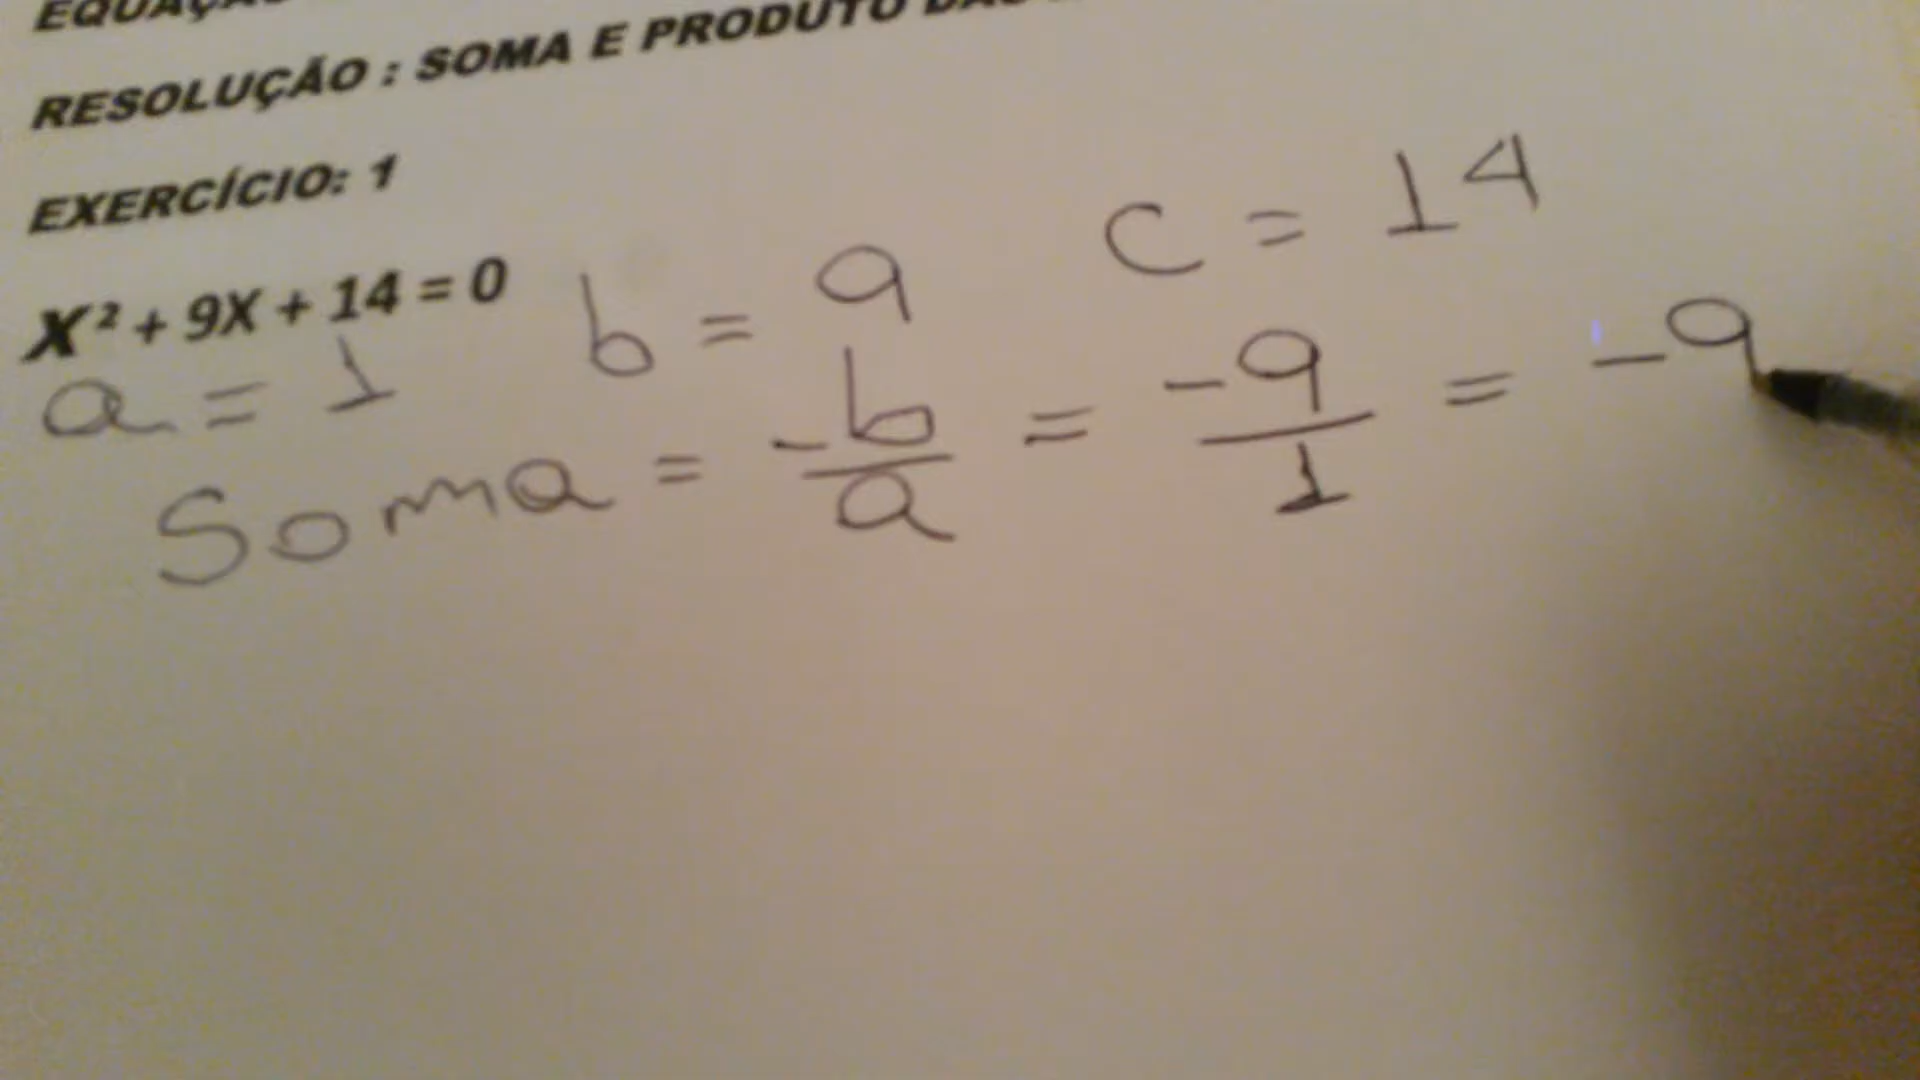 RESOLUÇÃO : SOMA E PRODUTO
EXERCÍCIO: 1
X² + 9X + 14 = 0
a = 1 b = 9 c = 14
Soma = -b/a = -9/1 = -9